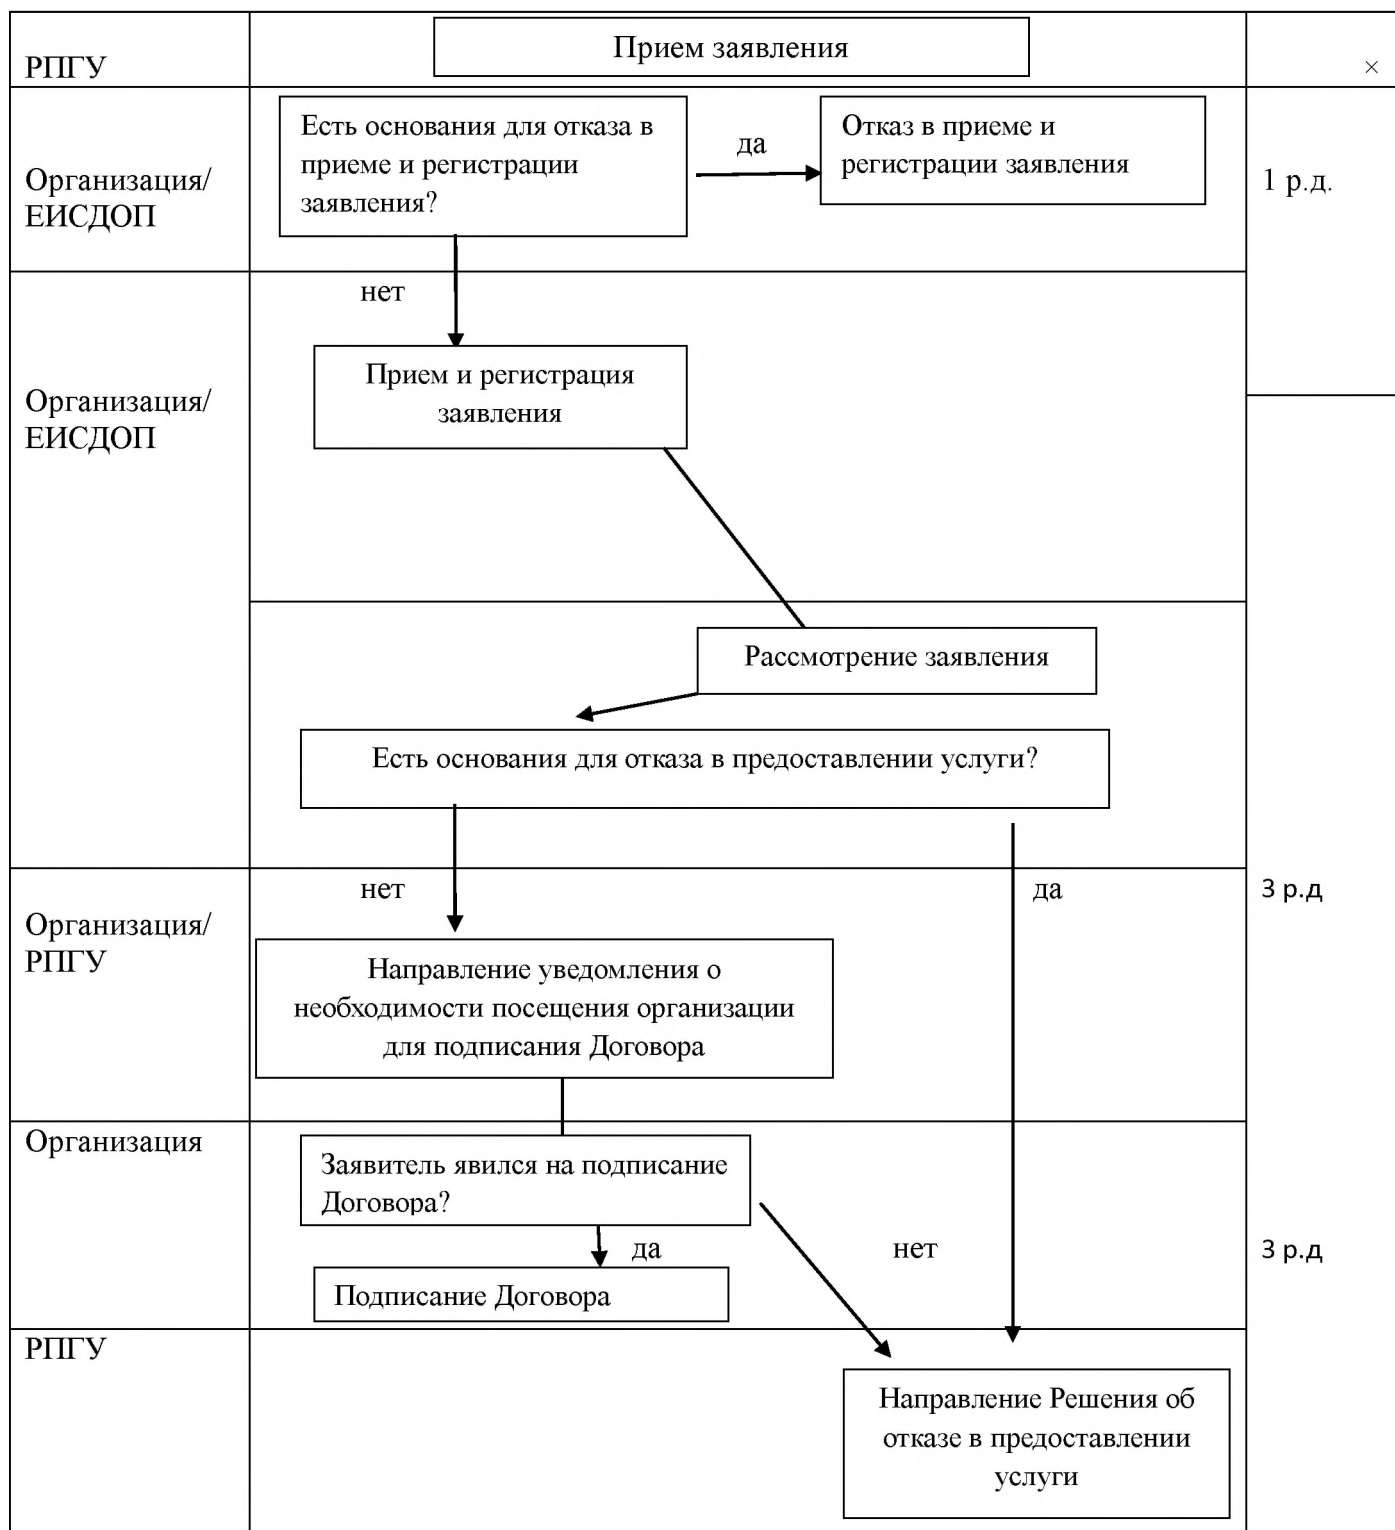 РПГУ
Прием заявления
×
Организация/
ЕИСДОП
Есть основания для отказа в
приеме и регистрации
заявления?
да
Отказ в приеме и
регистрации заявления
1 р.д.
нет
Организация/
ЕИСДОП
Прием и регистрация
заявления
Рассмотрение заявления
Есть основания для отказа в предоставлении услуги?
нет
да
3 р.д
Организация/
РПГУ
Направление уведомления о
необходимости посещения организации
для подписания Договора
Организация
Заявитель явился на подписание
Договора?
да
нет
3 р.д
Подписание Договора
РПГУ
Направление Решения об
отказе в предоставлении
услуги